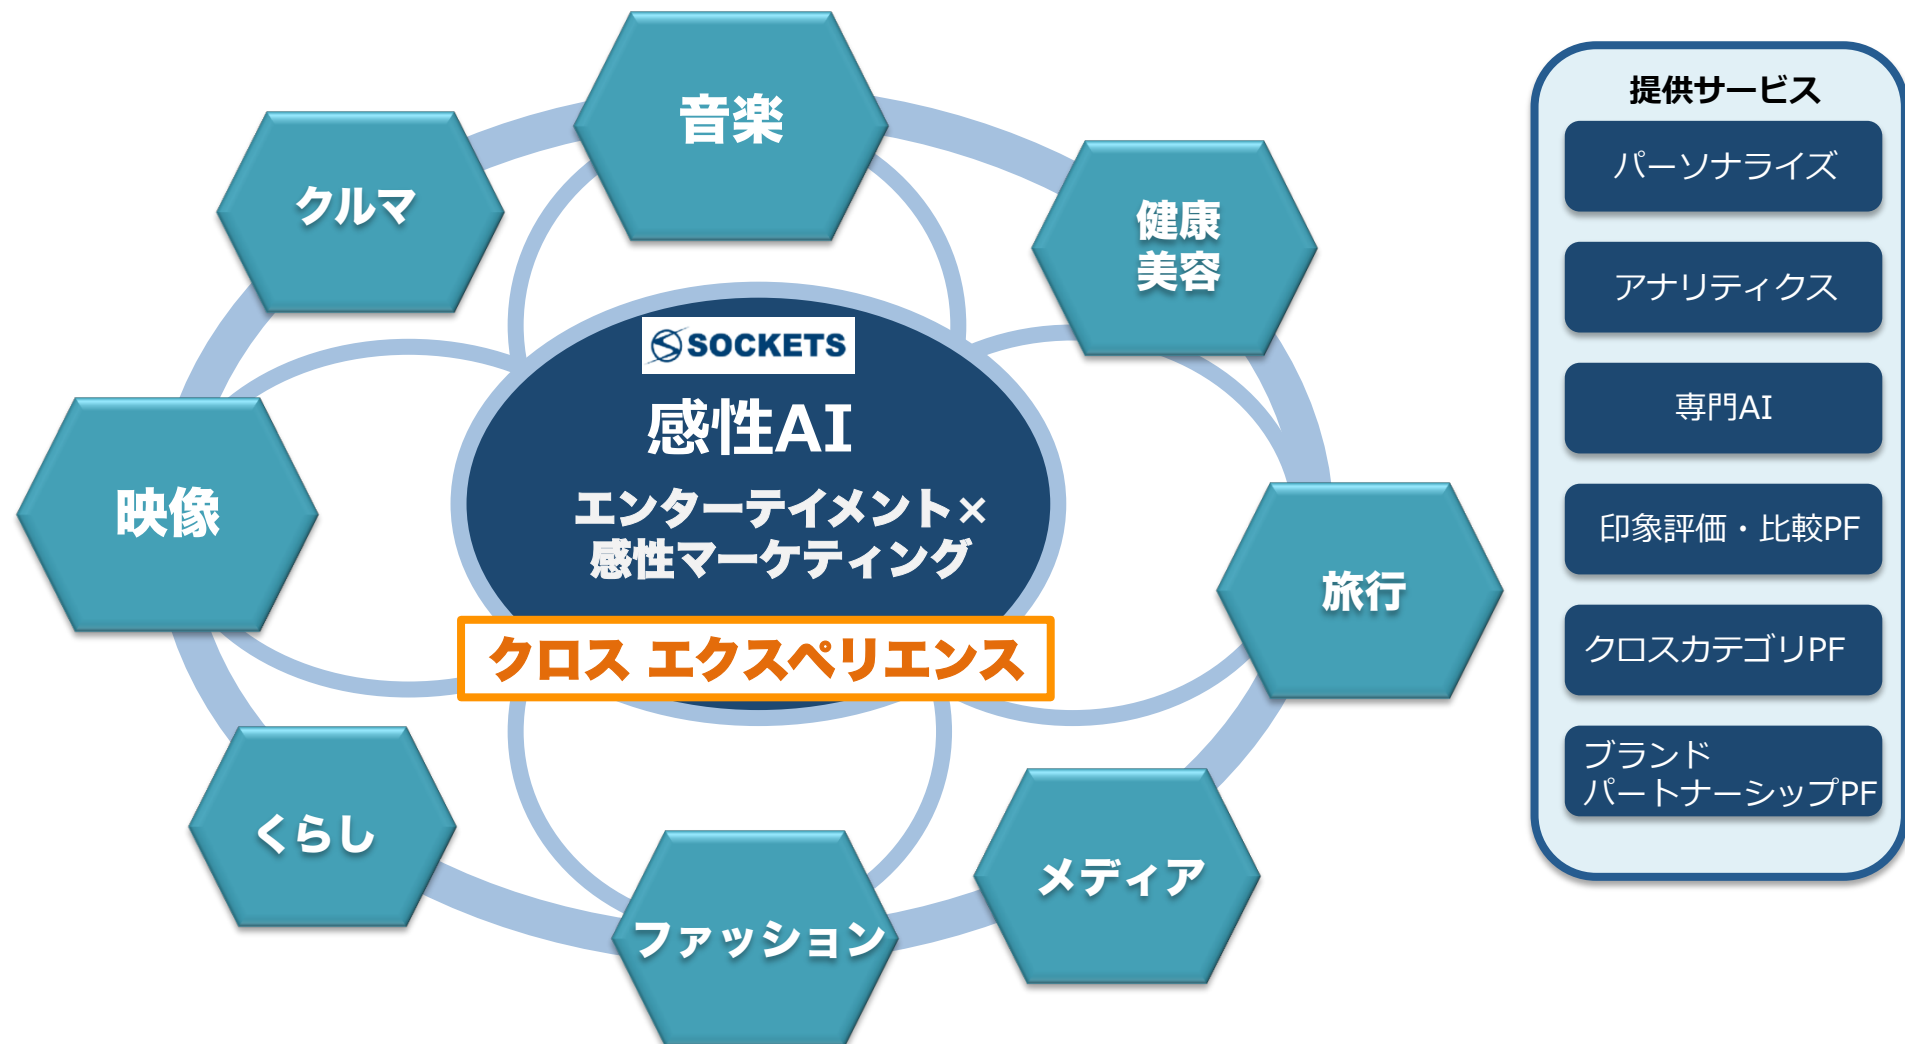 音楽
クルマ
健康
美容
映像
SOCKETS
感性AI
エンターテイメント×
感性マーケティング
クロス エクスペリエンス
旅行
くらし
メディア
ファッション
提供サービス
パーソナライズ
アナリティクス
専門AI
印象評価・比較PF
クロスカテゴリPF
ブランド
パートナーシップPF